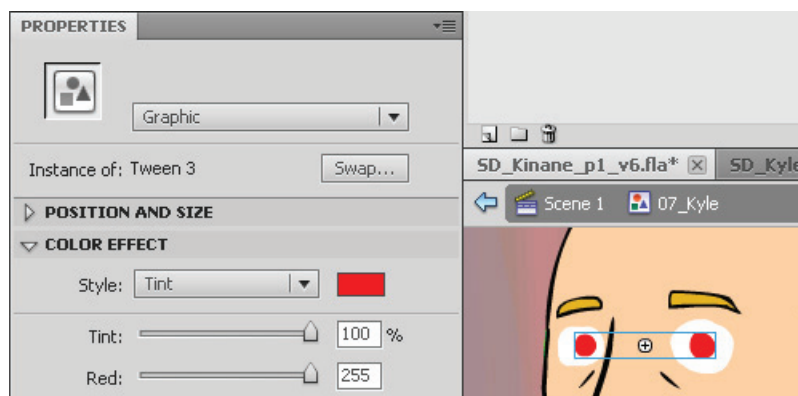 PROPERTIES
Graphic
Instance of: Tween 3
Swap...
POSITION AND SIZE
COLOR EFFECT
Style: Tint
Tint: 100 %
Red: 255
SD_Kinane_p1_v6.fla*
SD_Kyle
Scene 1 07_Kyle